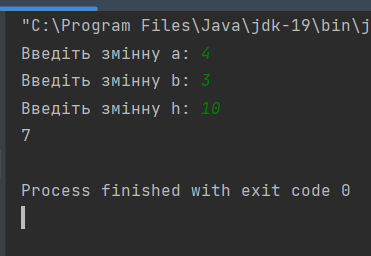 "C:\Program Files\Java\jdk-19\bin\j
Введіть змінну a: 4
Введіть змінну b: 3
Введіть змінну h: 10
7
Process finished with exit code 0